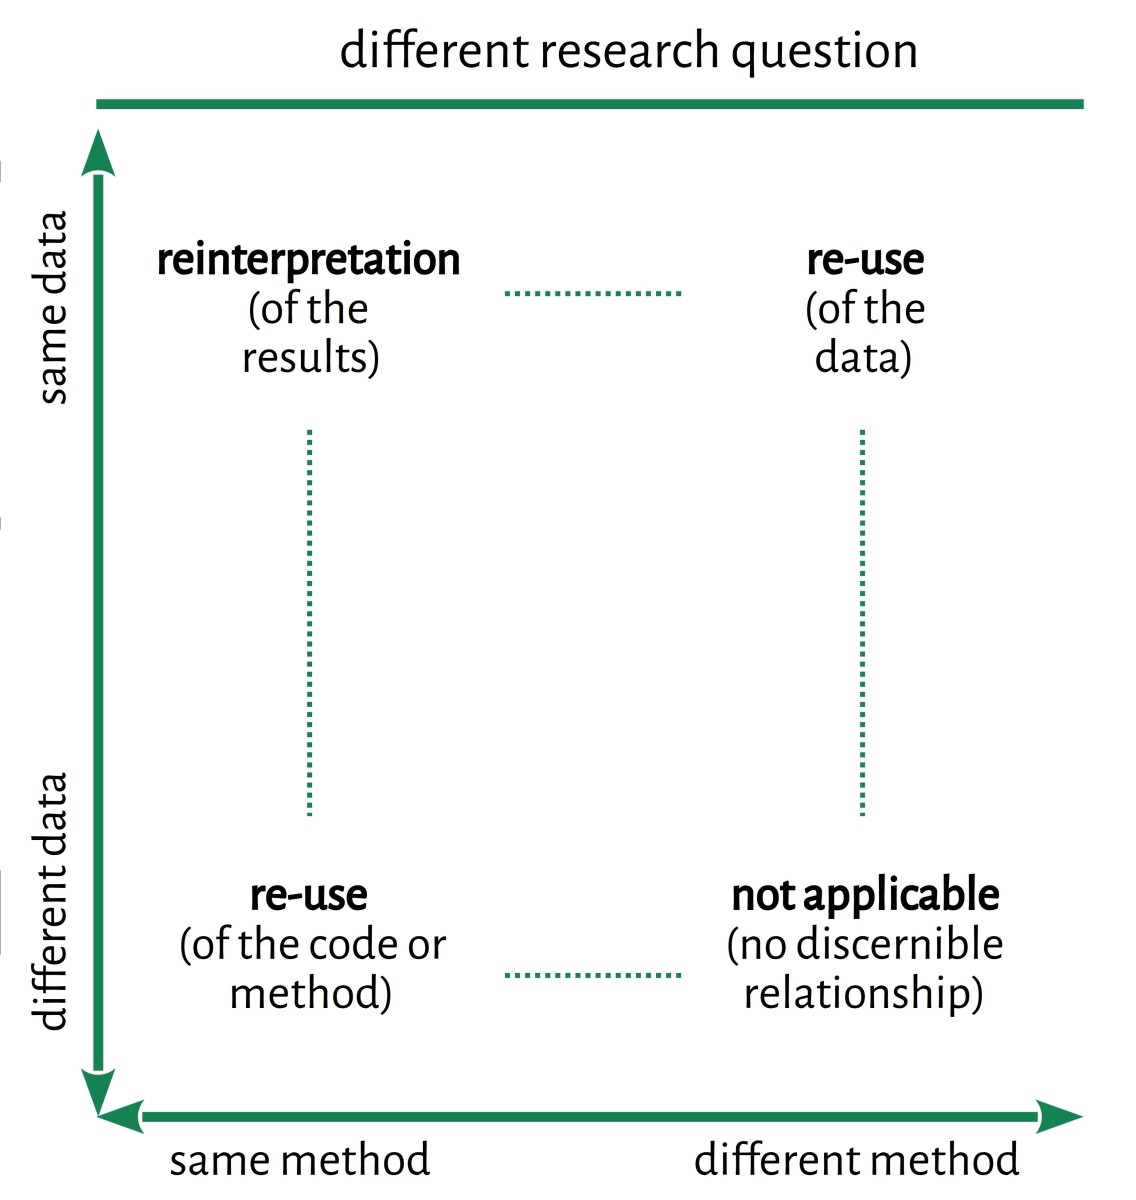 different research question
same data
reinterpretation
(of the
results)
re-use
(of the
data)
different data
re-use
(of the code or
method)
not applicable
(no discernible
relationship)
same method
different method